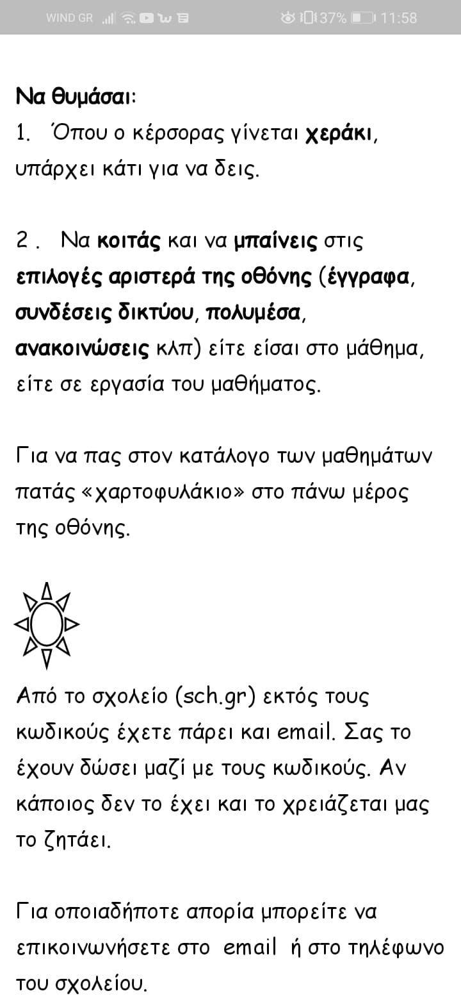 WIND GR 37% 11:58
Να θυμάσαι:
1. Όπου ο κέρσορας γίνεται χεράκι,
υπάρχει κάτι για να δεις.
2 . Να κοιτάς και να μπαίνεις στις
επιλογές αριστερά της οθόνης (έγγραφα,
συνδέσεις δικτύου, πολυμέσα,
ανακοινώσεις κλπ) είτε είσαι στο μάθημα,
είτε σε εργασία του μαθήματος.
Για να πας στον κατάλογο των μαθημάτων
πατάς «χαρτοφυλάκιο» στο πάνω μέρος
της οθόνης.
Από το σχολείο (sch.gr) εκτός τους
κωδικούς έχετε πάρει και email. Σας το
έχουν δώσει μαζί με τους κωδικούς. Αν
κάποιος δεν το έχει και το χρειάζεται μας
το ζητάει.
Για οποιαδήποτε απορία μπορείτε να
επικοινωνήσετε στο email ή στο τηλέφωνο
του σχολείου.